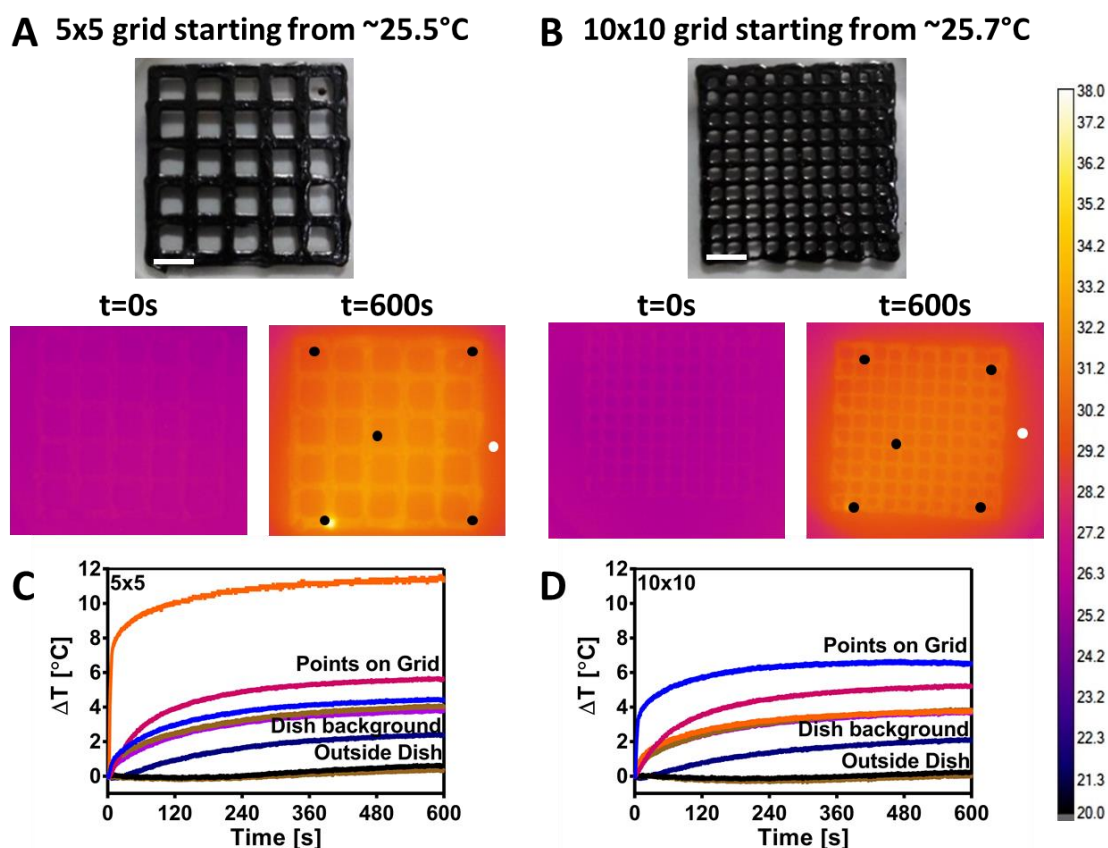 A 5x5 grid starting from ~25.5°C
B 10x10 grid starting from ~25.7°C
t=0s
t=600s
t=0s
t=600s
38.0
37.2
36.2
35.2
34.2
33.2
32.2
31.2
30.2
29.2
28.2
27.2
26.3
25.2
24.2
23.2
22.3
21.3
20.0
C
5x5
ΔT [°C]
12
10
8
6
4
2
0
Points on Grid
Dish background
Outside Dish
0
120
240
360
480
600
Time [s]
D
10x10
ΔT [°C]
12
10
8
6
4
2
0
Points on Grid
Dish background
Outside Dish
0
120
240
360
480
600
Time [s]